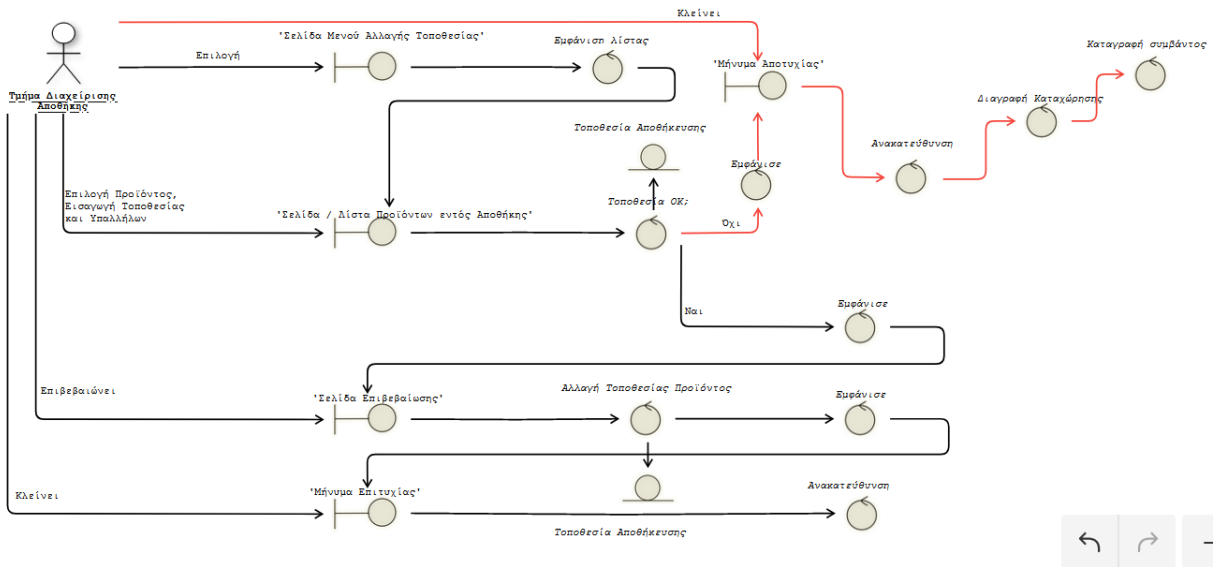 Κλείνει
'Σελίδα Μενού Αλλαγής Τοποθεσίας'
Εμφάνιση λίστας
Καταγραφή συμβάντος
Επιλογή
'Μήνυμα Αποτυχίας'
Τμήμα Διαχείρισης
Αποθήκης
Διαγραφή Καταχώρησης
Τοποθεσία Αποθήκευσης
Ανακατεύθυνση
Εμφάνισε
Επιλογή Προϊόντος,
Εισαγωγή Τοποθεσίας
και Υπαλλήλων
Τοποθεσία ΟΚ;
'Σελίδα / Λίστα Προϊόντων εντός Αποθήκης'
Όχι
Ναι
Εμφάνισε
Επιβεβαιώνει
'Σελίδα Επιβεβαίωσης'
Αλλαγή Τοποθεσίας Προϊόντος
Εμφάνισε
Κλείνει
'Μήνυμα Επιτυχίας'
Ανακατεύθυνση
Τοποθεσία Αποθήκευσης